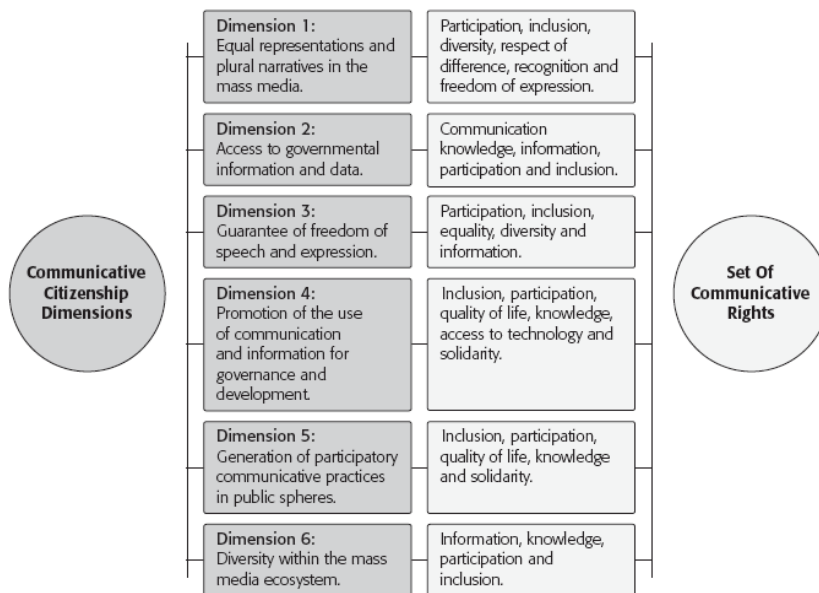 Dimension 1:
Equal representations and
plural narratives in the
mass media.
Participation, inclusion,
diversity, respect of
difference, recognition and
freedom of expression.
Dimension 2:
Access to governmental
information and data.
Communication
knowledge, information,
participation and inclusion.
Dimension 3:
Guarantee of freedom of
speech and expression.
Participation, inclusion,
equality, diversity and
information.
Communicative
Citizenship
Dimensions
Dimension 4:
Promotion of the use
of communication
and information for
governance and
development.
Inclusion, participation,
quality of life, knowledge,
access to technology and
solidarity.
Set Of
Communicative
Rights
Dimension 5:
Generation of participatory
communicative practices
in public spheres.
Inclusion, participation,
quality of life, knowledge
and solidarity.
Dimension 6:
Diversity within the mass
media ecosystem.
Information, knowledge,
participation and
inclusion.